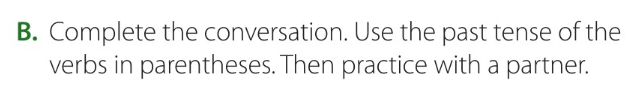 B. Complete the conversation. Use the past tense of the
verbs in parentheses. Then practice with a partner.